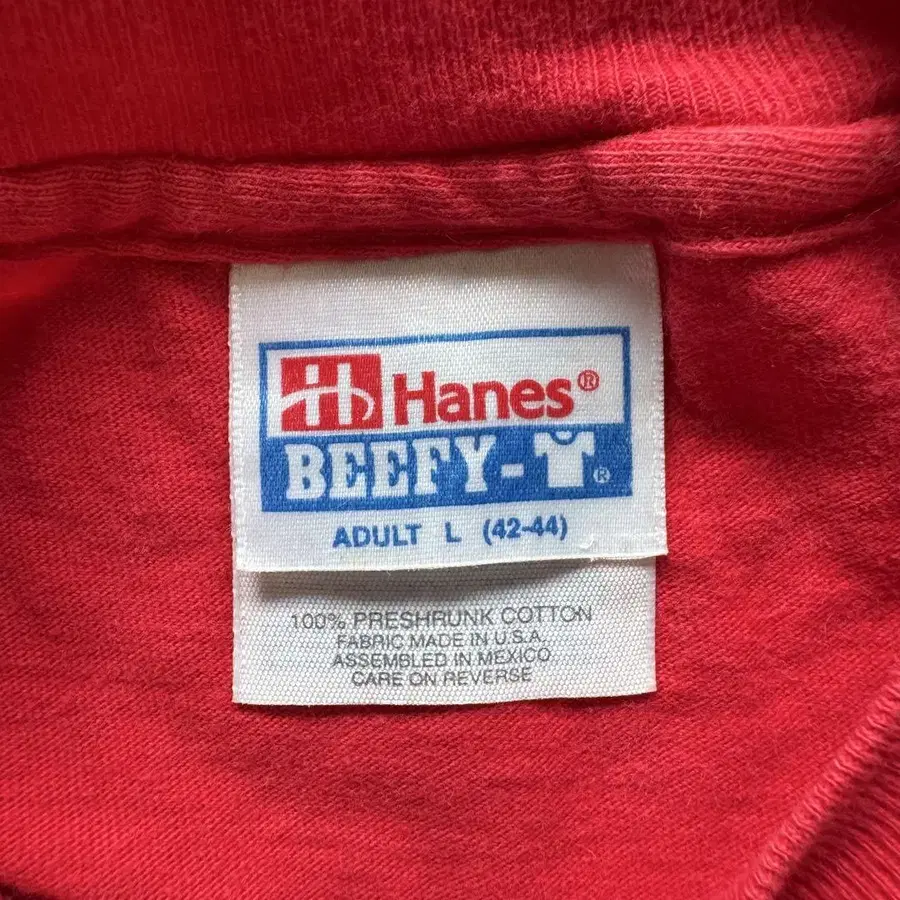 Hanes®
BEEFY-T®
ADULT L (42-44)
100% PRESHRUNK COTTON
FABRIC MADE IN U.S.A.
ASSEMBLED IN MEXICO
CARE ON REVERSE